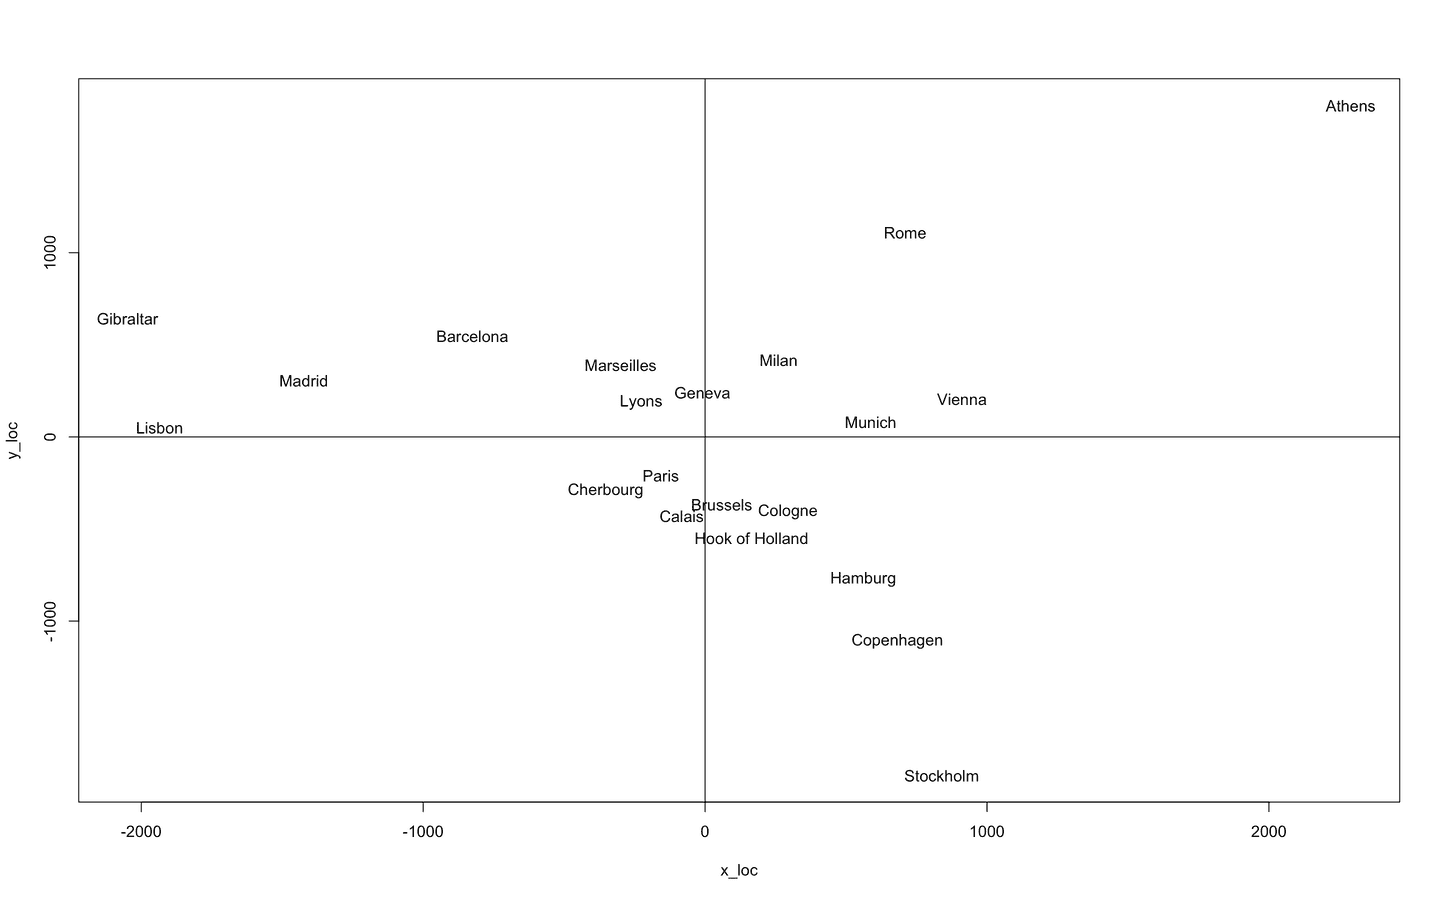 Athens
Rome
1000
Gibraltar
Barcelona
Milan
Marseilles
Madrid
Geneva
Vienna
Lyons
Munich
Lisbon
0
y_loc
Paris
Cherbourg
Brussels
Cologne
Calais
Hook of Holland
Hamburg
-1000
Copenhagen
Stockholm
-2000 -1000 0 1000 2000
x_loc